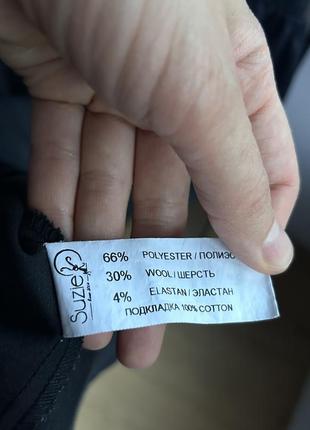 Suzie
66% POLYESTER / ПОЛИЭС
30% WOOL / ШЕРСТЬ
4% ELASTAN / ЭЛАСТАН
ПОДКЛАДКА 100% COTTON